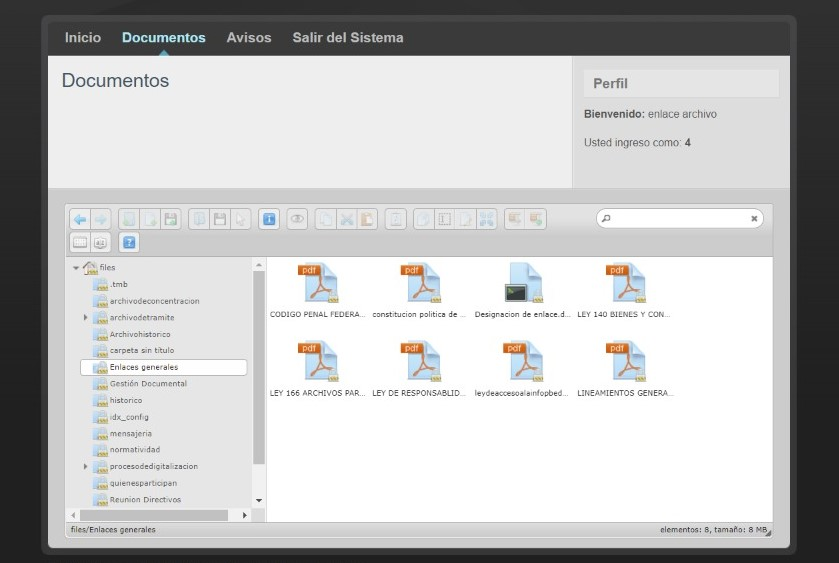 Inicio Documentos Avisos Salir del Sistema
Documentos
Perfil
Bienvenido: enlace archivo
Usted ingreso como: 4
files
.tmb
archivodeconcentracion
archivodetramite
Archivohistorico
carpeta sin título
Enlaces generales
Gestión Documental
historico
idx_config
mensajeria
normatividad
procesodedigitalizacion
quienesparticipan
Reunion Directivos
pdf pdf pdf
CODIGO PENAL FEDERA... constitucion politica de ... Designacion de enlace.d... LEY 140 BIENES Y CON...
pdf pdf pdf pdf
LEY 166 ARCHIVOS PAR... LEY DE RESPONSABLID... leydeaccesoalainfopbed... LINEAMIENTOS GENERA...
files/Enlaces generales
elementos: 8, tamaño: 8 MB